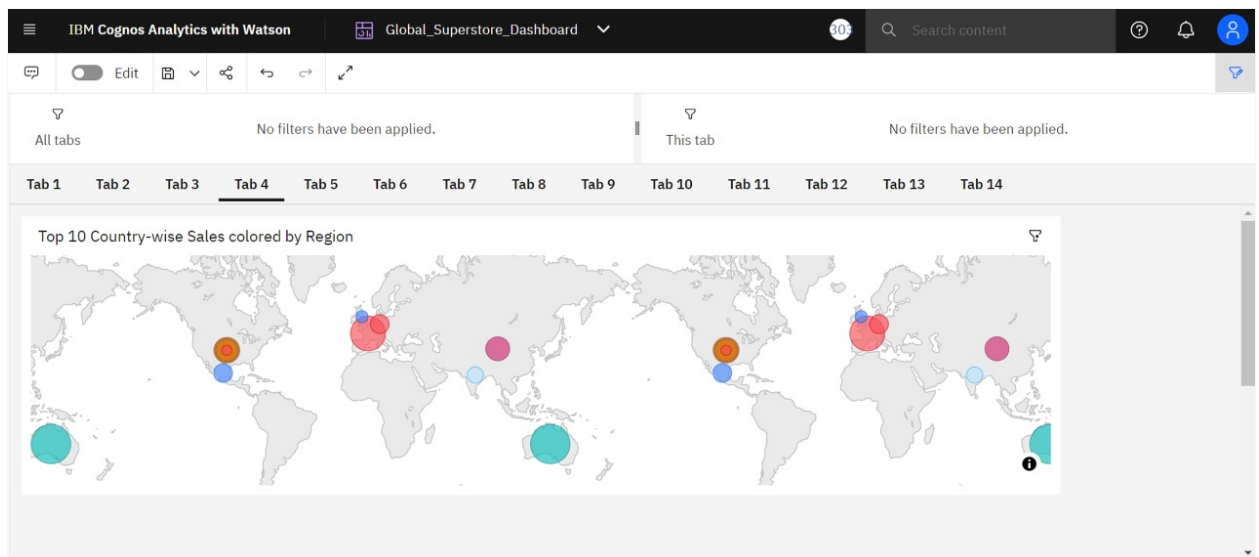 IBM Cognos Analytics with Watson
Global_Superstore_Dashboard
303
Search content
Edit
All tabs
No filters have been applied.
This tab
No filters have been applied.
Tab 1 Tab 2 Tab 3 Tab 4 Tab 5 Tab 6 Tab 7 Tab 8 Tab 9 Tab 10 Tab 11 Tab 12 Tab 13 Tab 14
Top 10 Country-wise Sales colored by Region